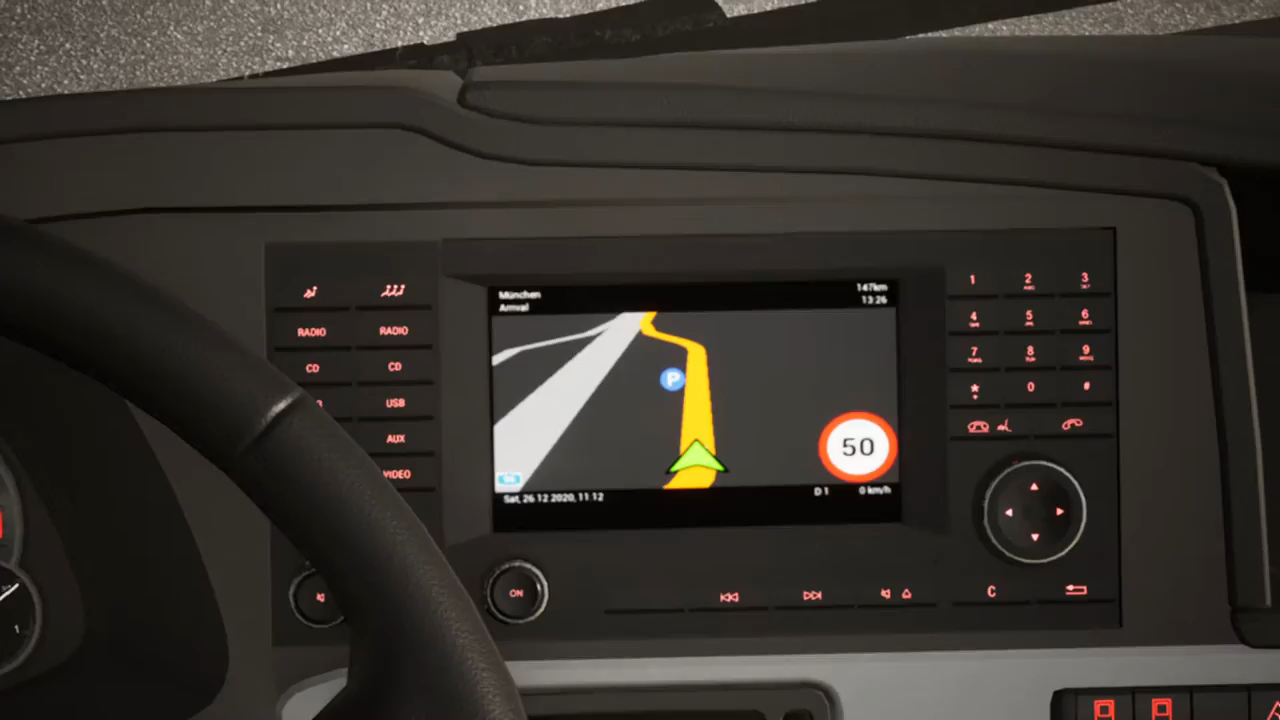 München
147km
Arrival
13:26
P
50
Sat, 26 12 2020, 11:12
D 1
0 km/h
RADIO
RADIO
CD
CD
USB
AUX
VIDEO
ON
1
2
3
4
5
6
7
8
9
*
0
#
C
1